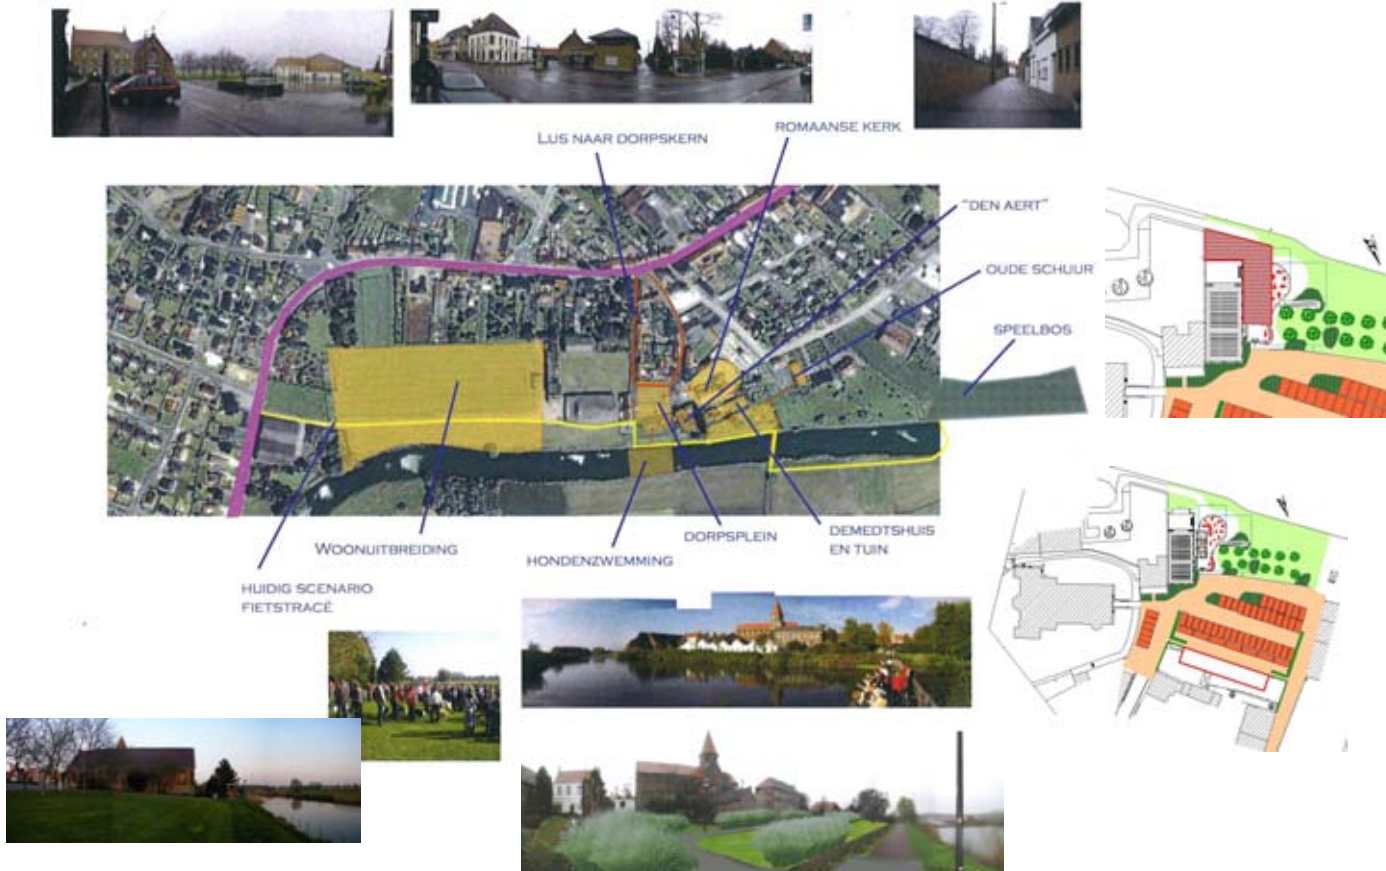 LUS NAAR DORPSKERN
ROMAANSE KERK
"DEN AERT"
OUDE SCHUUR
SPEELBOS
WOONUITBREIDING
HONDENZWEMMING
DORPSPLEIN
DEMEDTSHUIS
EN TUIN
HUIDIG SCENARIO
FIETSTRACÉ